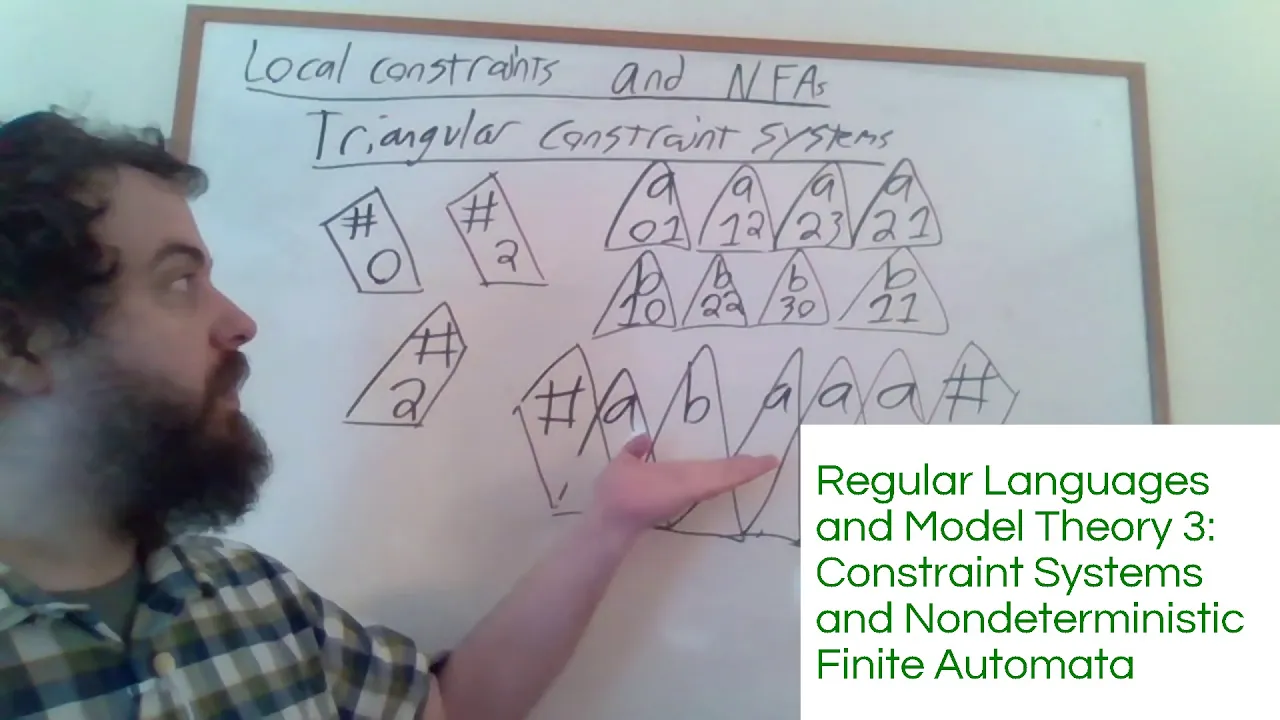 Local constraints and NFAs
Triangular constraint systems
# # a a a a
0 2 01 12 23 21
b b b b
10 22 30 11
#
2
# a b a a a #
Regular Languages
and Model Theory 3:
Constraint Systems
and Nondeterministic
Finite Automata